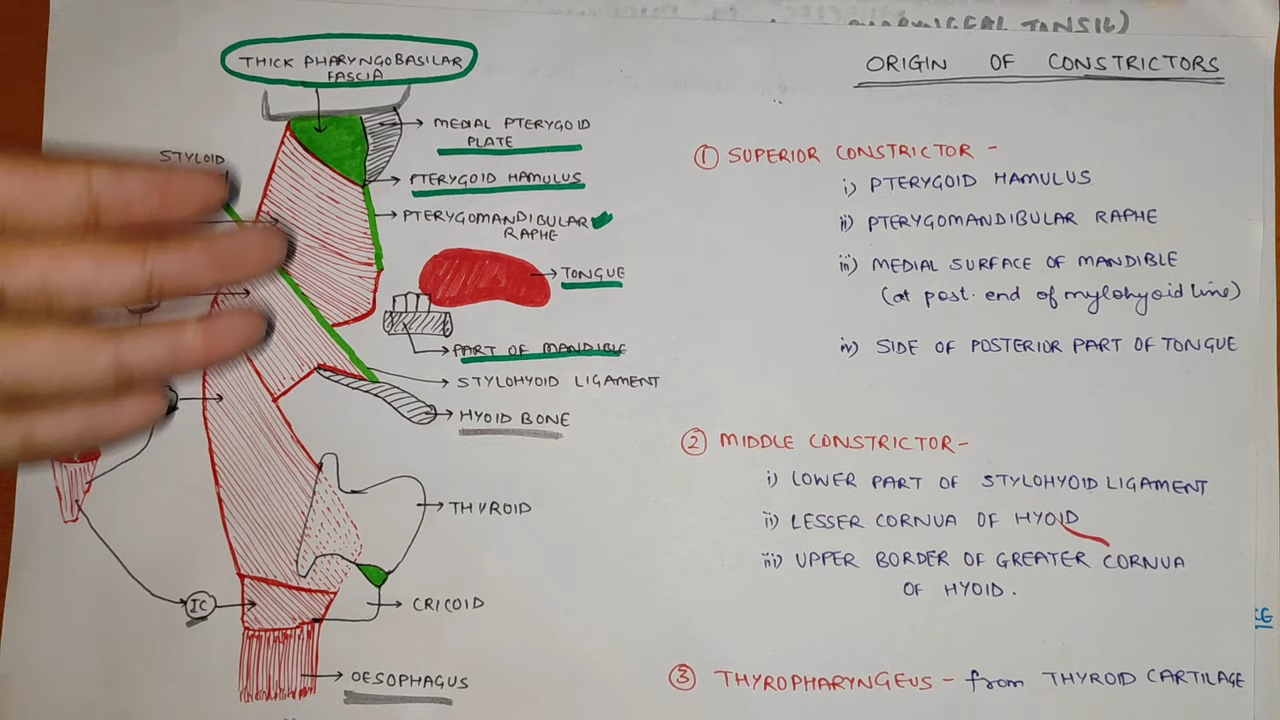 TONSIL)
THICK PHARYNGOBASILAR
FASCIA
MEDIAL PTERYGOID
PLATE
STYLOID
PTERYGOID HAMULUS
PTERYGOMANDIBULAR
RAPHE
TONGUE
PART OF MANDIBLE
STYLOHYOID LIGAMENT
HYOID BONE
THYROID
IC
CRICOID
OESOPHAGUS
ORIGIN OF CONSTRICTORS
① SUPERIOR CONSTRICTOR -
i) PTERYGOID HAMULUS
ii) PTERYGOMANDIBULAR RAPHE
iii) MEDIAL SURFACE OF MANDIBLE
(at post. end of mylohyoid line)
iv) SIDE OF POSTERIOR PART OF TONGUE
② MIDDLE CONSTRICTOR -
i) LOWER PART OF STYLOHYOID LIGAMENT
ii) LESSER CORNUA OF HYOID
iii) UPPER BORDER OF GREATER CORNUA
OF HYOID.
③ THYROPHARYNGEUS - from THYROID CARTILAGE